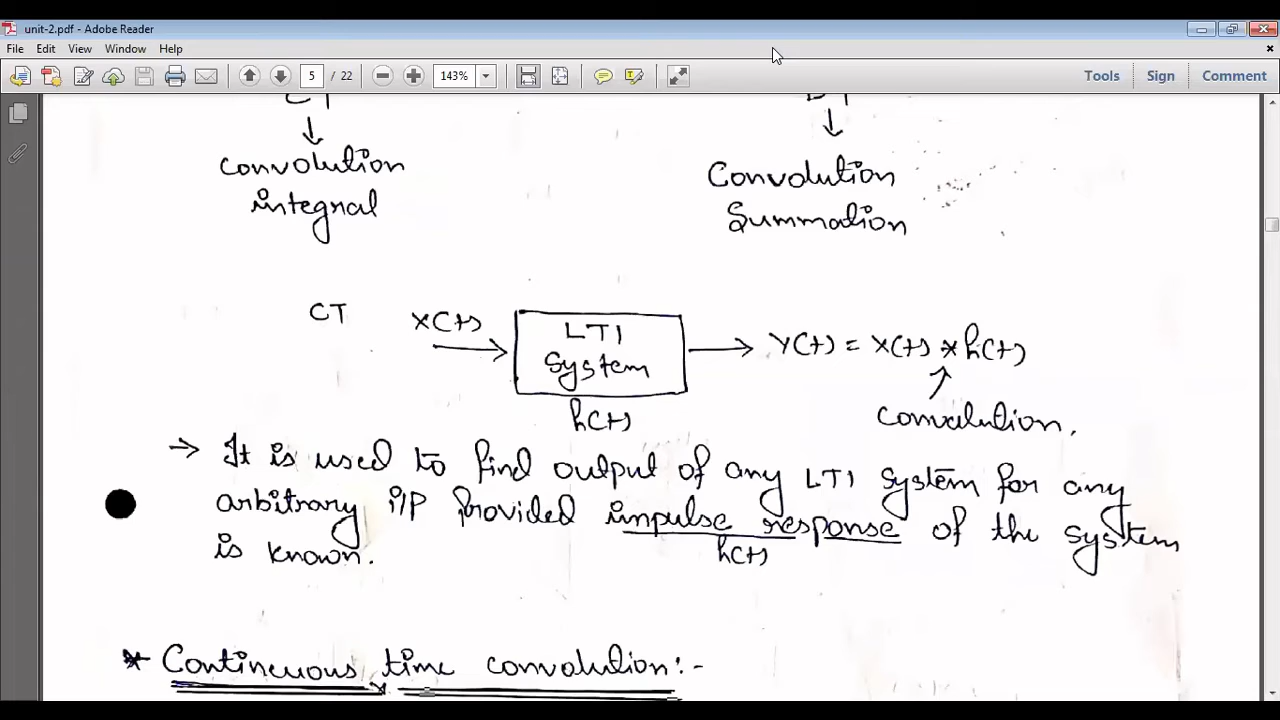 unit-2.pdf - Adobe Reader
File Edit View Window Help
5 / 22 143% Tools Sign Comment
CT DT
Convolution Convolution
integral Summation
CT x(t) LTI System → y(t) = x(t) * h(t)
h(t) convolution.
→ It is used to find output of any LTI system for any
arbitrary i/P provided impulse response of the system
is known. h(t)
* Continuous time convolution:-